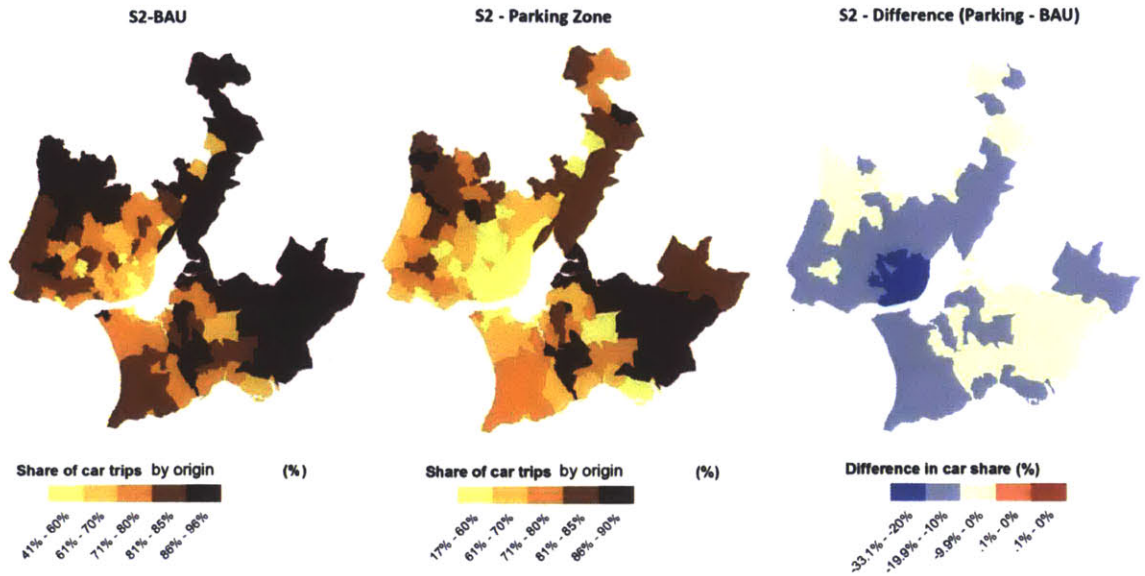 S2-BAU
S2 - Parking Zone
S2 - Difference (Parking - BAU)
Share of car trips by origin (%)
41% - 60%
61% - 70%
71% - 80%
81% - 85%
86% - 96%
Share of car trips by origin (%)
17% - 60%
61% - 70%
71% - 80%
81% - 85%
86% - 90%
Difference in car share (%)
-33.1% - -20%
-19.9% - -10%
-9.9% - 0%
.1% - 0%
.1% - 0%